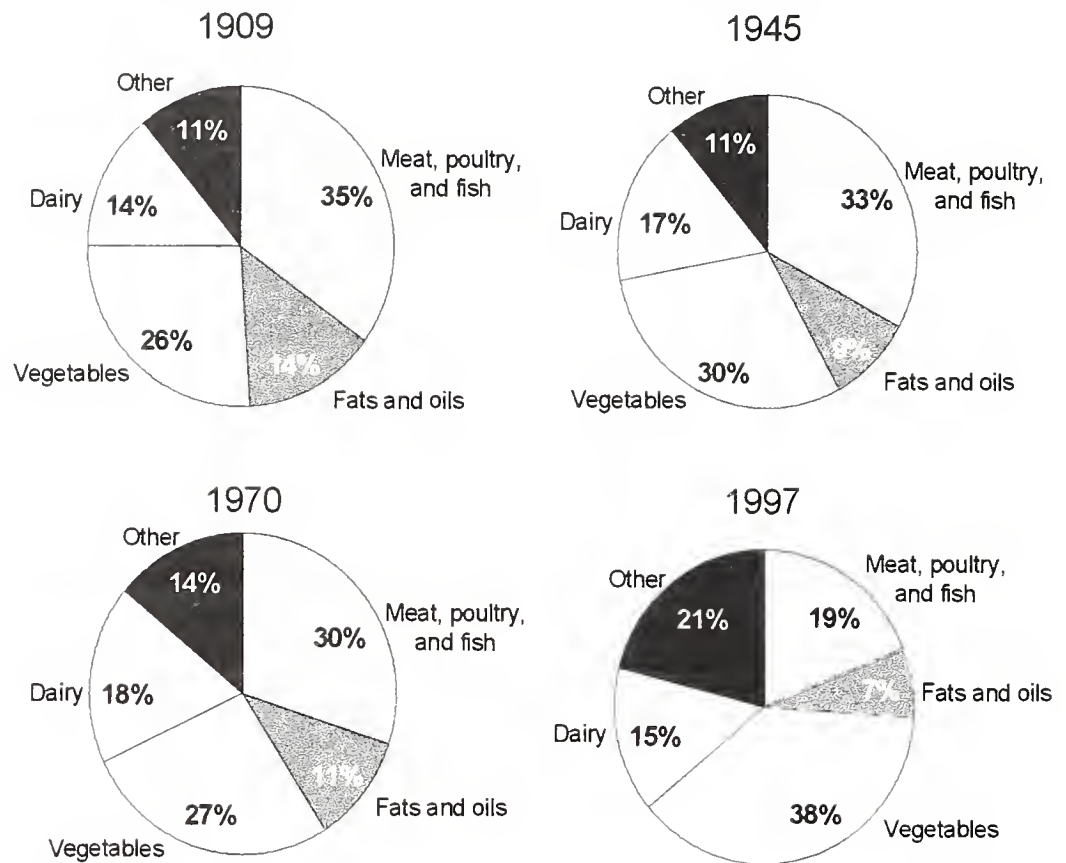 1909
Other
11%
Meat, poultry,
and fish
35%
Dairy
14%
26%
Vegetables
14%
Fats and oils
1945
Other
11%
Meat, poultry,
and fish
33%
Dairy
17%
30%
Vegetables
Fats and oils
1970
Other
14%
Meat, poultry,
and fish
30%
Dairy
18%
27%
Vegetables
11%
Fats and oils
1997
Other
21%
Meat, poultry,
and fish
19%
7%
Fats and oils
Dairy
15%
38%
Vegetables